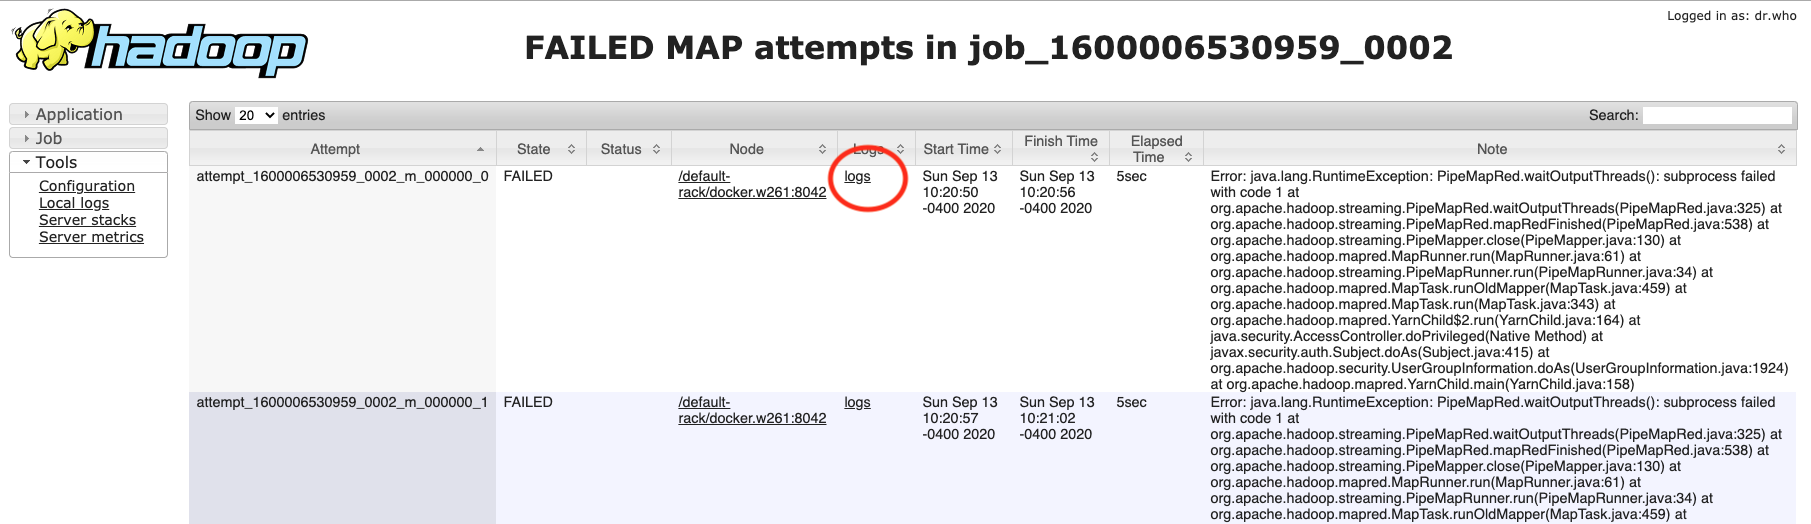 Logged in as: dr.who
hadoop
FAILED MAP attempts in job_1600006530959_0002
Application
Job
Tools
Configuration
Local logs
Server stacks
Server metrics
Show 20 entries
Search:
Attempt State Status Node Logs Start Time Finish Time Elapsed Time Note
attempt_1600006530959_0002_m_000000_0 FAILED
/default-
rack/docker.w261:8042
logs
Sun Sep 13
10:20:50
-0400 2020
Sun Sep 13
10:20:56
-0400 2020
5sec
Error: java.lang.RuntimeException: PipeMapRed.waitOutputThreads(): subprocess failed
with code 1 at
org.apache.hadoop.streaming.PipeMapRed.waitOutputThreads(PipeMapRed.java:325) at
org.apache.hadoop.streaming.PipeMapRed.mapRedFinished(PipeMapRed.java:538) at
org.apache.hadoop.streaming.PipeMapper.close(PipeMapper.java:130) at
org.apache.hadoop.mapred.MapRunner.run(MapRunner.java:61) at
org.apache.hadoop.streaming.PipeMapRunner.run(PipeMapRunner.java:34) at
org.apache.hadoop.mapred.MapTask.runOldMapper(MapTask.java:459) at
org.apache.hadoop.mapred.MapTask.run(MapTask.java:343) at
org.apache.hadoop.mapred.YarnChild$2.run(YarnChild.java:164) at
java.security.AccessController.doPrivileged(Native Method) at
javax.security.auth.Subject.doAs(Subject.java:415) at
org.apache.hadoop.security.UserGroupInformation.doAs(UserGroupInformation.java:1924)
at org.apache.hadoop.mapred.YarnChild.main(YarnChild.java:158)
attempt_1600006530959_0002_m_000000_1 FAILED
/default-
rack/docker.w261:8042
logs
Sun Sep 13
10:20:57
-0400 2020
Sun Sep 13
10:21:02
-0400 2020
5sec
Error: java.lang.RuntimeException: PipeMapRed.waitOutputThreads(): subprocess failed
with code 1 at
org.apache.hadoop.streaming.PipeMapRed.waitOutputThreads(PipeMapRed.java:325) at
org.apache.hadoop.streaming.PipeMapRed.mapRedFinished(PipeMapRed.java:538) at
org.apache.hadoop.streaming.PipeMapper.close(PipeMapper.java:130) at
org.apache.hadoop.mapred.MapRunner.run(MapRunner.java:61) at
org.apache.hadoop.streaming.PipeMapRunner.run(PipeMapRunner.java:34) at
org.apache.hadoop.mapred.MapTask.runOldMapper(MapTask.java:459) at